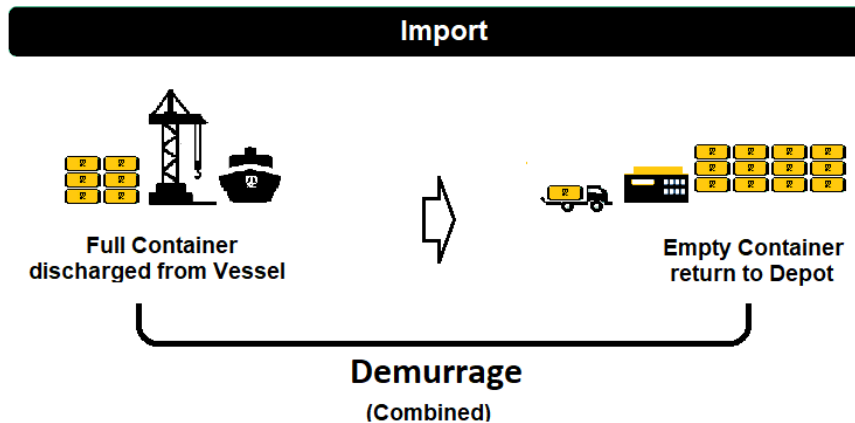 Import
Full Container
discharged from Vessel
Empty Container
return to Depot
Demurrage
(Combined)